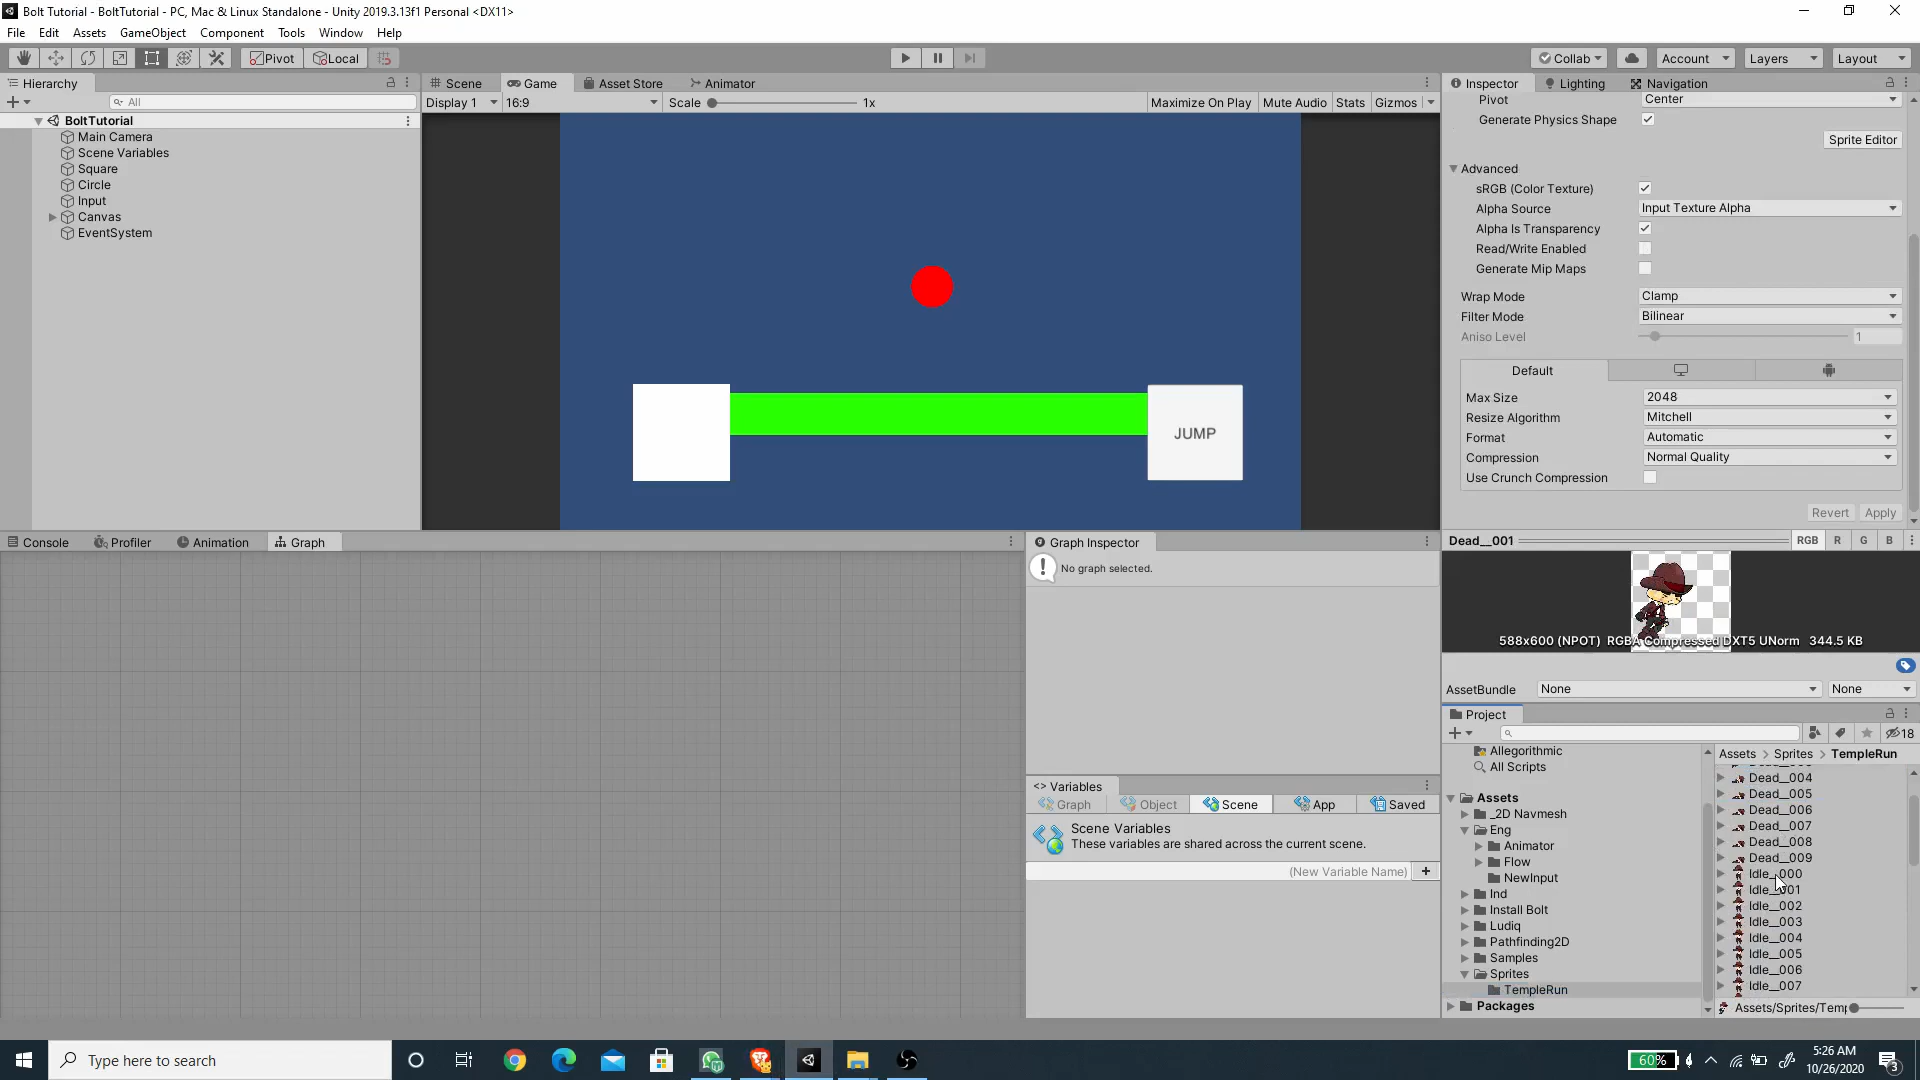 Bolt Tutorial - BoltTutorial - PC, Mac & Linux Standalone - Unity 2019.3.13f1 Personal <DX11>
File Edit Assets GameObject Component Tools Window Help
Pivot Local Collab Account Layers Layout
Hierarchy
All
BoltTutorial
Main Camera
Scene Variables
Square
Circle
Input
Canvas
EventSystem
Scene Game Asset Store Animator
Display 1 16:9 Scale 1x Maximize On Play Mute Audio Stats Gizmos
JUMP
Inspector Lighting Navigation
Pivot Center
Generate Physics Shape
Sprite Editor
Advanced
sRGB (Color Texture)
Alpha Source Input Texture Alpha
Alpha Is Transparency
Read/Write Enabled
Generate Mip Maps
Wrap Mode Clamp
Filter Mode Bilinear
Aniso Level 1
Default
Max Size 2048
Resize Algorithm Mitchell
Format Automatic
Compression Normal Quality
Use Crunch Compression
Revert Apply
Dead__001 RGB R G B
588x600 (NPOT) RGBA Compressed DXT5 UNorm 344.5 KB
AssetBundle None None
Console Profiler Animation Graph
Graph Inspector
No graph selected.
<> Variables
Graph Object Scene App Saved
Scene Variables
These variables are shared across the current scene.
(New Variable Name) +
Project
18
Allegorithmic
All Scripts
Assets
_2D Navmesh
Eng
Animator
Flow
NewInput
Ind
Install Bolt
Ludiq
Pathfinding2D
Samples
Sprites
TempleRun
Packages
Assets > Sprites > TempleRun
Dead__004
Dead__005
Dead__006
Dead__007
Dead__008
Dead__009
Idle__000
Idle__001
Idle__002
Idle__003
Idle__004
Idle__005
Idle__006
Idle__007
Assets/Sprites/Temp
Type here to search
60%
5:26 AM
10/26/2020
3